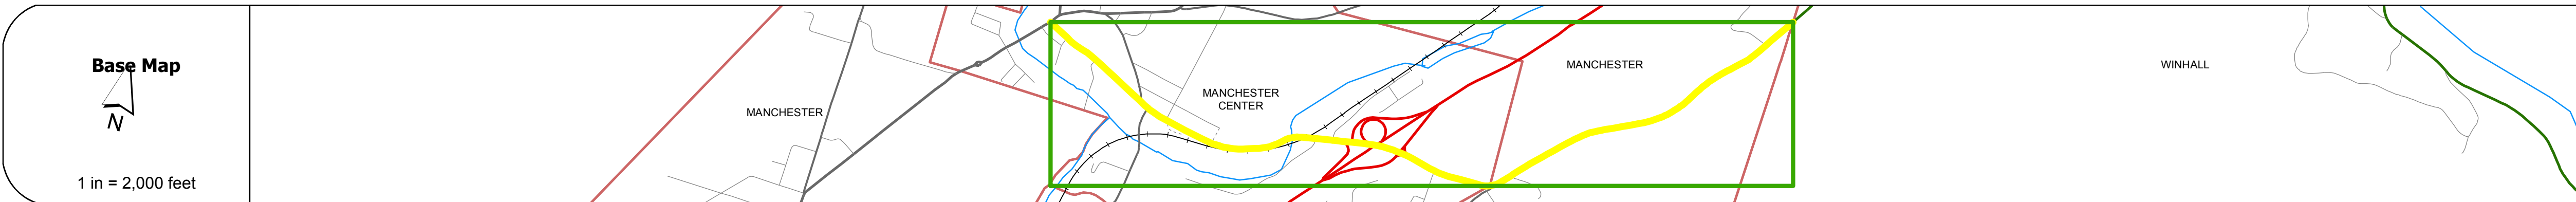 Base Map
N
1 in = 2,000 feet
MANCHESTER
MANCHESTER
CENTER
MANCHESTER
WINHALL